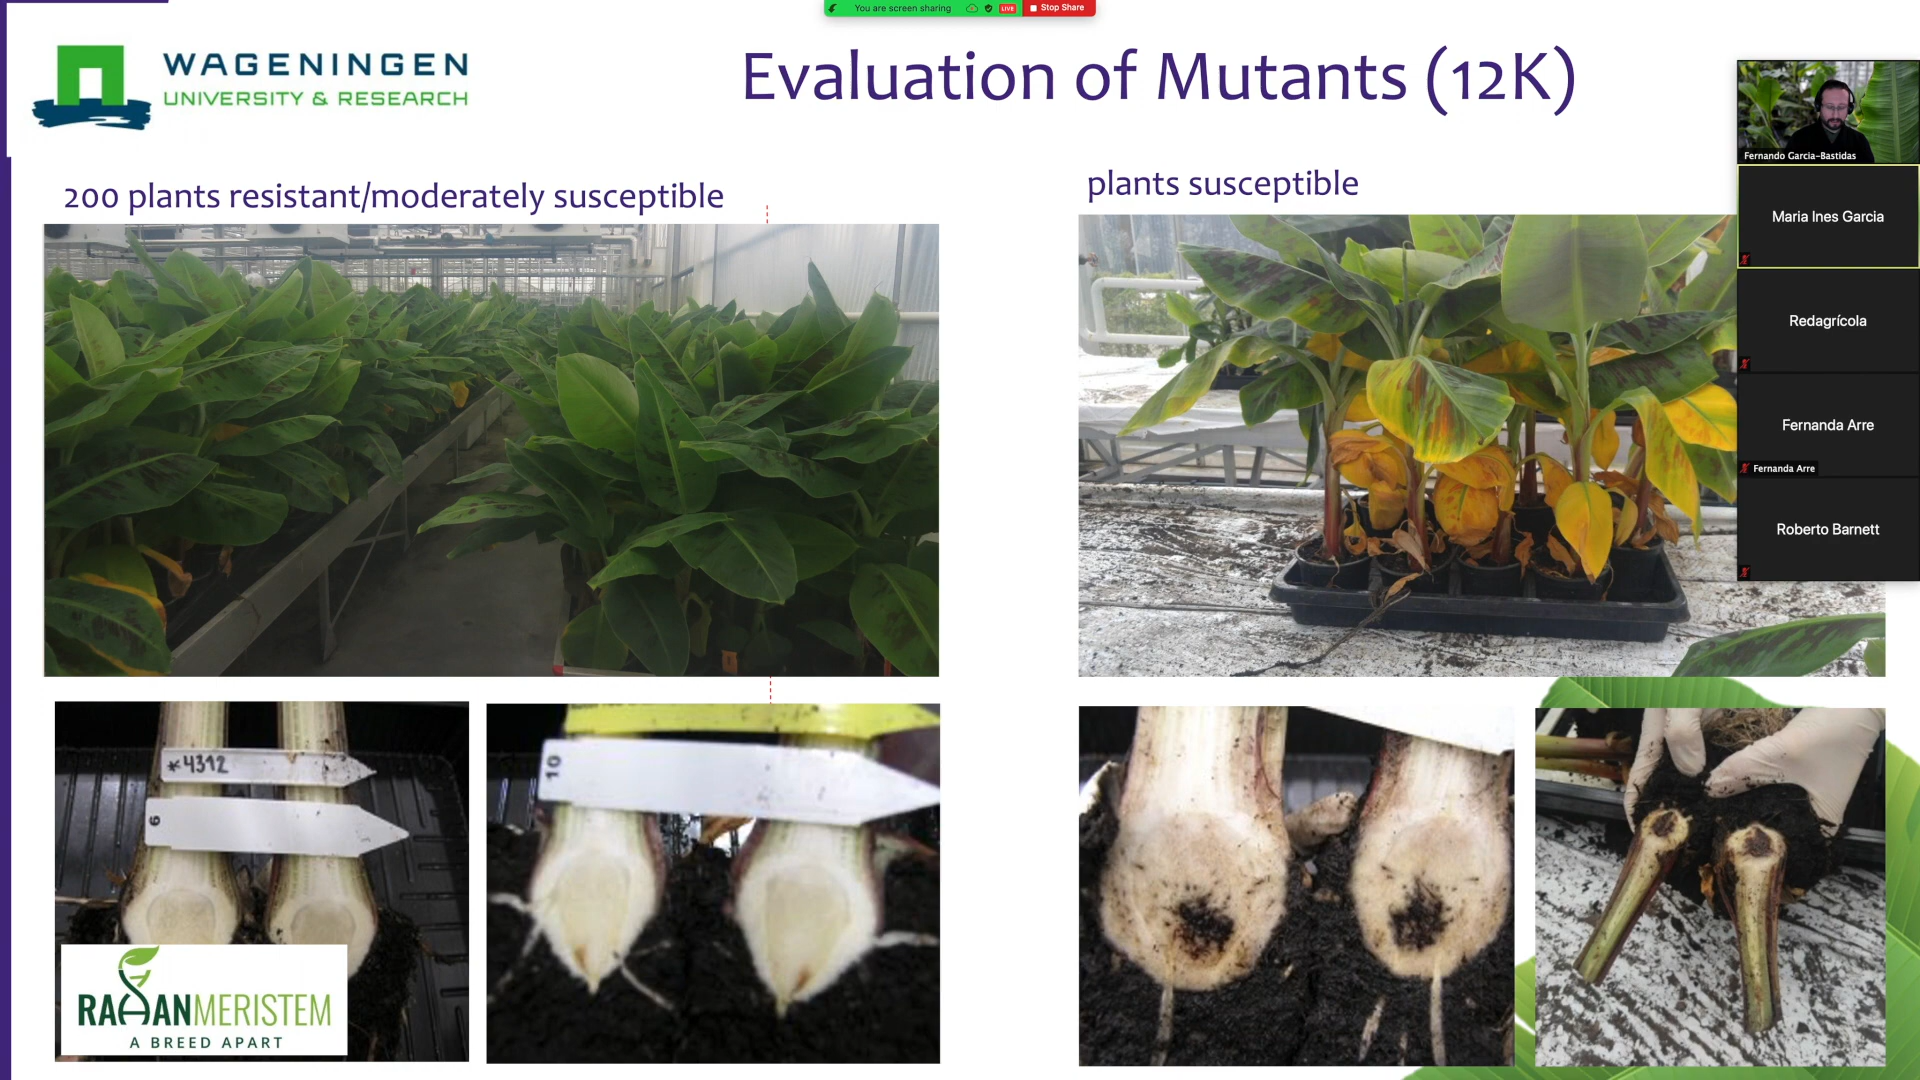 You are screen sharing
LIVE
Stop Share
WAGENINGEN
UNIVERSITY & RESEARCH
Evaluation of Mutants (12K)
200 plants resistant/moderately susceptible
plants susceptible
Fernando Garcia-Bastidas
Maria Ines Garcia
Redagrícola
Fernanda Arre
Fernanda Arre
Roberto Barnett
*4312
6
10
RAHANMERISTEM
A BREED APART